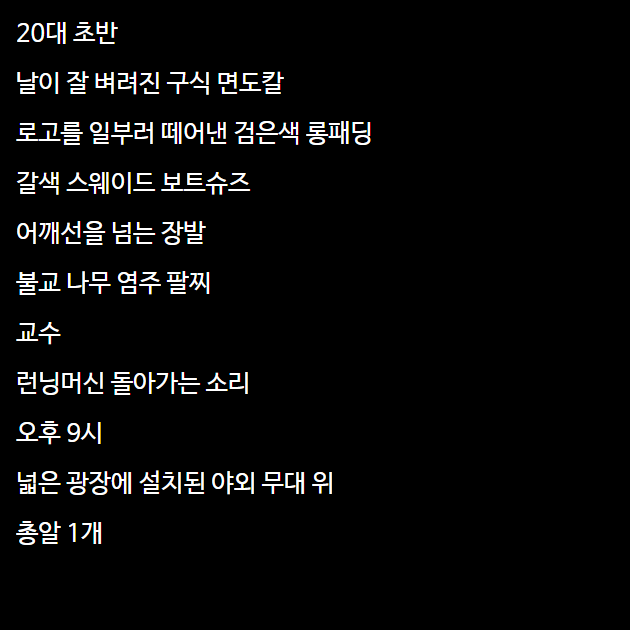 20대 초반
날이 잘 벼려진 구식 면도칼
로고를 일부러 떼어낸 검은색 롱패딩
갈색 스웨이드 보트슈즈
어깨선을 넘는 장발
불교 나무 염주 팔찌
교수
런닝머신 돌아가는 소리
오후 9시
넓은 광장에 설치된 야외 무대 위
총알 1개